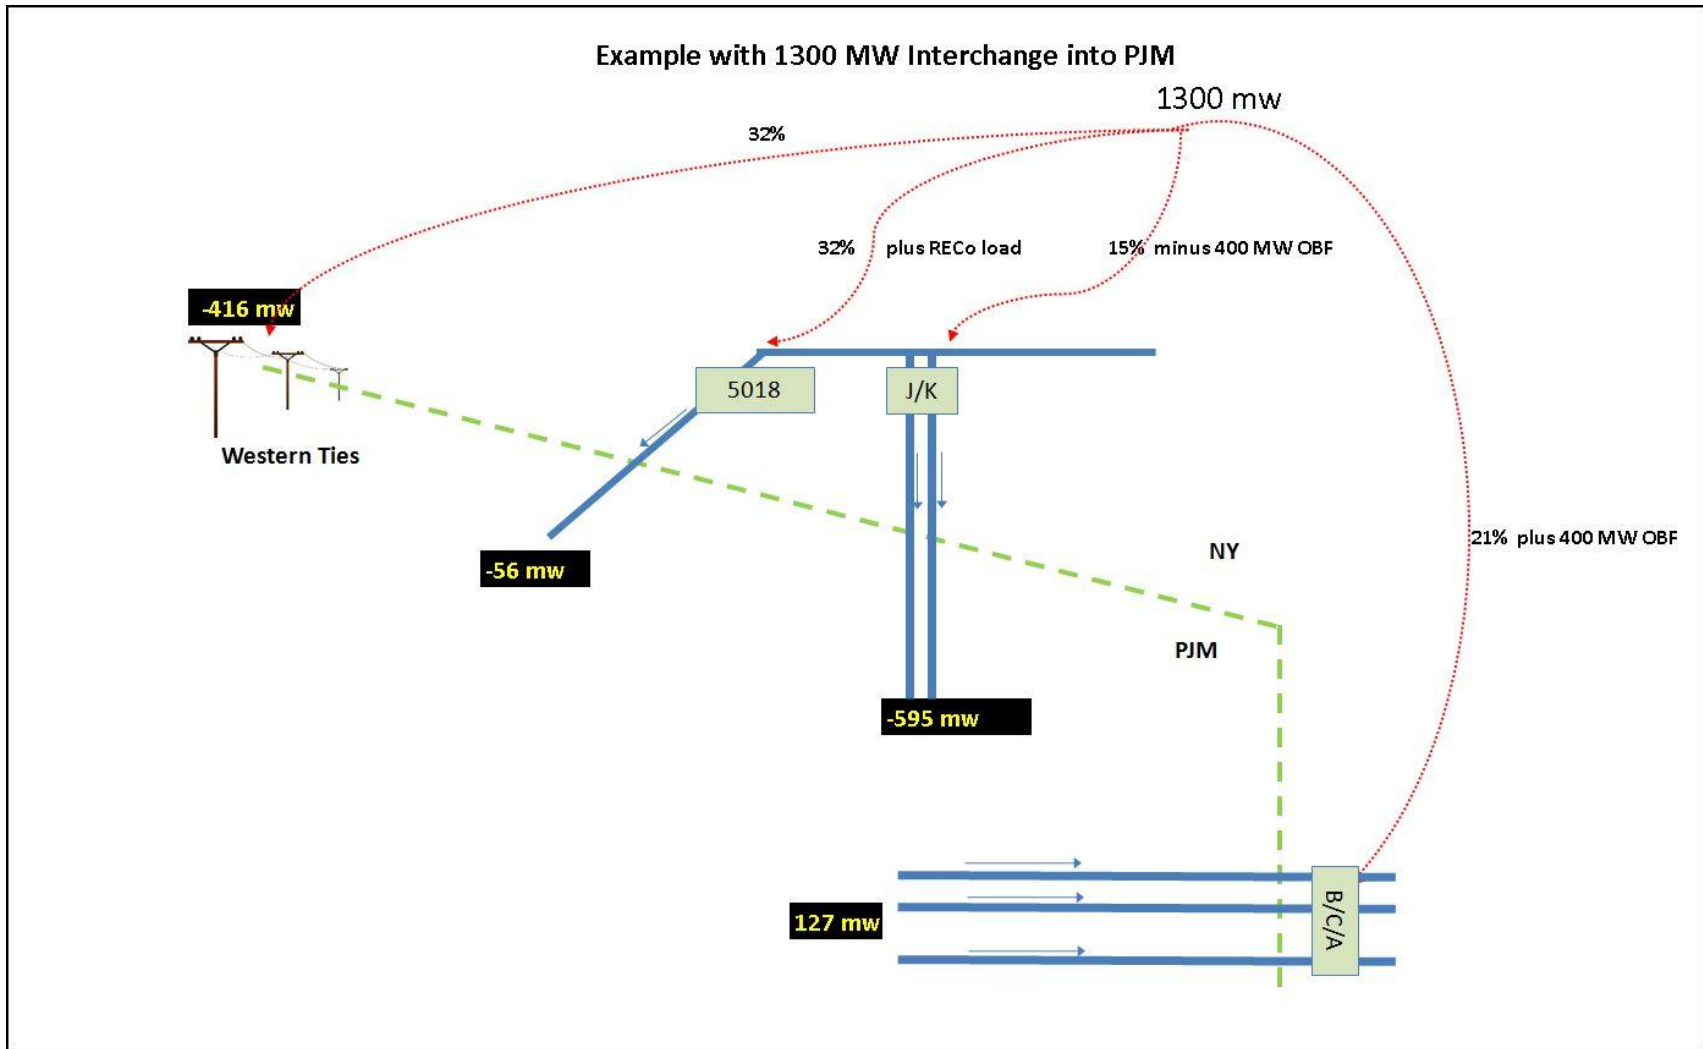 Example with 1300 MW Interchange into PJM
1300 mw
32%
32% plus RECo load
15% minus 400 MW OBF
-416 mw
5018
J/K
Western Ties
21% plus 400 MW OBF
NY
-56 mw
PJM
-595 mw
B/C/A
127 mw